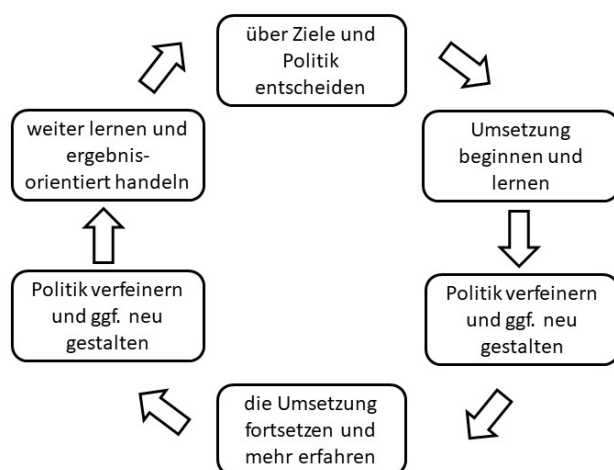 über Ziele und
Politik
entscheiden
Umsetzung
beginnen und
lernen
Politik verfeinern
und ggf. neu
gestalten
die Umsetzung
fortsetzen und
mehr erfahren
Politik verfeinern
und ggf. neu
gestalten
weiter lernen und
ergebnis-
orientiert handeln